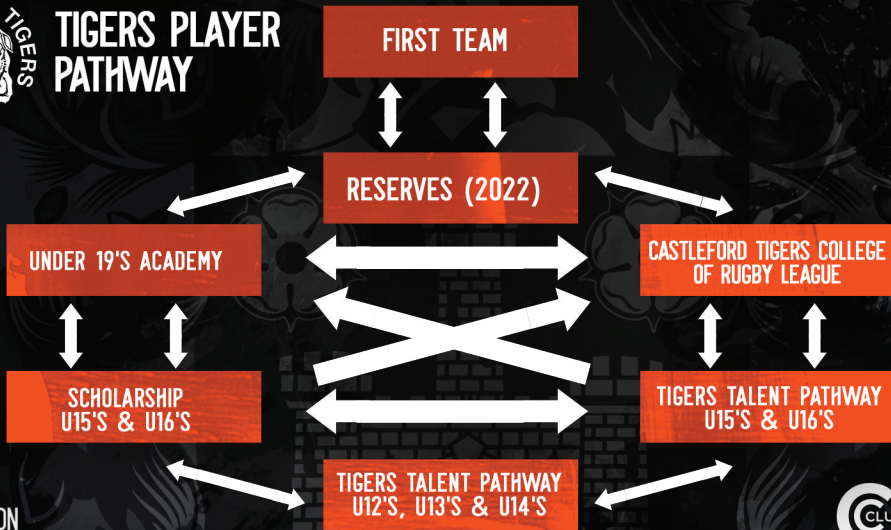 TIGERS
TIGERS PLAYER
PATHWAY
FIRST TEAM
RESERVES (2022)
UNDER 19'S ACADEMY
CASTLEFORD TIGERS COLLEGE
OF RUGBY LEAGUE
SCHOLARSHIP
U15'S & U16'S
TIGERS TALENT PATHWAY
U15'S & U16'S
TIGERS TALENT PATHWAY
U12'S, U13'S & U14'S